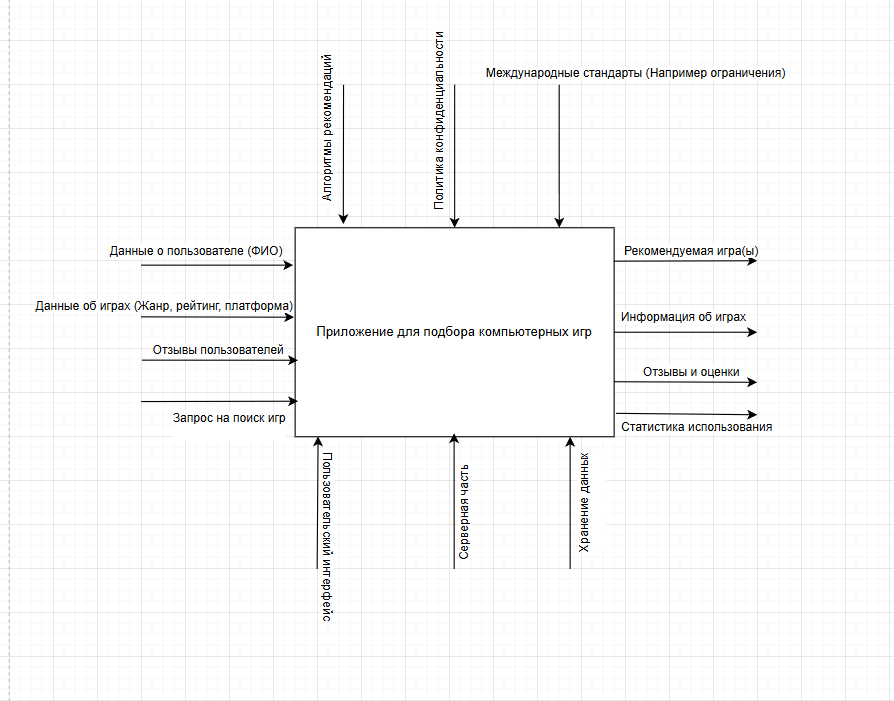 Алгоритмы рекомендаций
Политика конфиденциальности
Международные стандарты (Например ограничения)
Данные о пользователе (ФИО)
Данные об играх (Жанр, рейтинг, платформа)
Отзывы пользователей
Запрос на поиск игр
Приложение для подбора компьютерных игр
Рекомендуемая игра(ы)
Информация об играх
Отзывы и оценки
Статистика использования
Пользовательский интерфейс
Серверная часть
Хранение данных